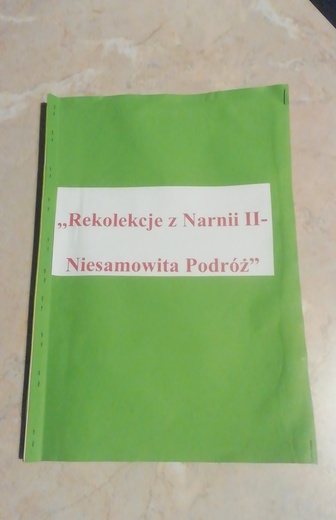 „Rekolekcje z Narnii II-
Niesamowita Podróż”